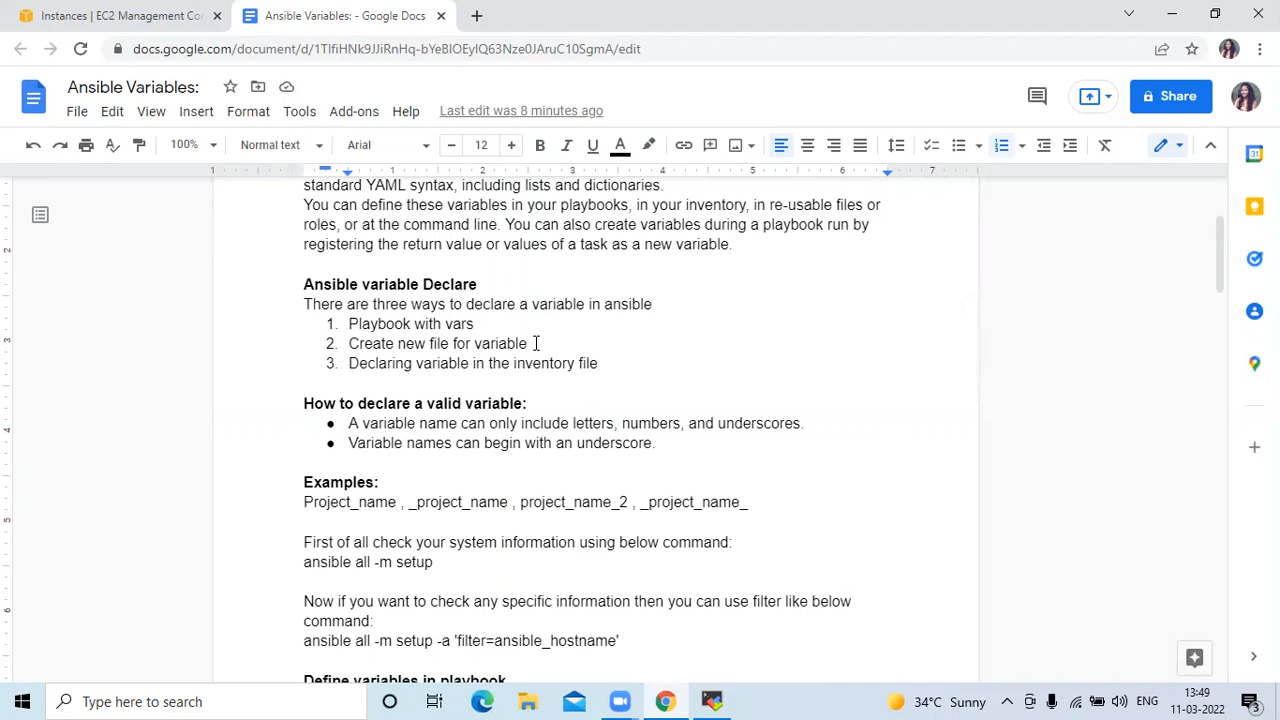 Instances | EC2 Management Co
Ansible Variables: - Google Docs
docs.google.com/document/d/1TlfiHNk9JJiRnHq-bYeBlOEyIQ63Nze0JAruC10SgmA/edit
Ansible Variables:
File Edit View Insert Format Tools Add-ons Help Last edit was 8 minutes ago
Share
100% Normal text Arial 12
1 1 2 3 4 5 6 7
standard YAML syntax, including lists and dictionaries.
You can define these variables in your playbooks, in your inventory, in re-usable files or
roles, or at the command line. You can also create variables during a playbook run by
registering the return value or values of a task as a new variable.
Ansible variable Declare
There are three ways to declare a variable in ansible
1. Playbook with vars
2. Create new file for variable
3. Declaring variable in the inventory file
How to declare a valid variable:
● A variable name can only include letters, numbers, and underscores.
● Variable names can begin with an underscore.
Examples:
Project_name , _project_name , project_name_2 , _project_name_
First of all check your system information using below command:
ansible all -m setup
Now if you want to check any specific information then you can use filter like below
command:
ansible all -m setup -a 'filter=ansible_hostname'
Define variables in playbook
Type here to search
34°C Sunny
ENG
13:49
11-03-2022
3